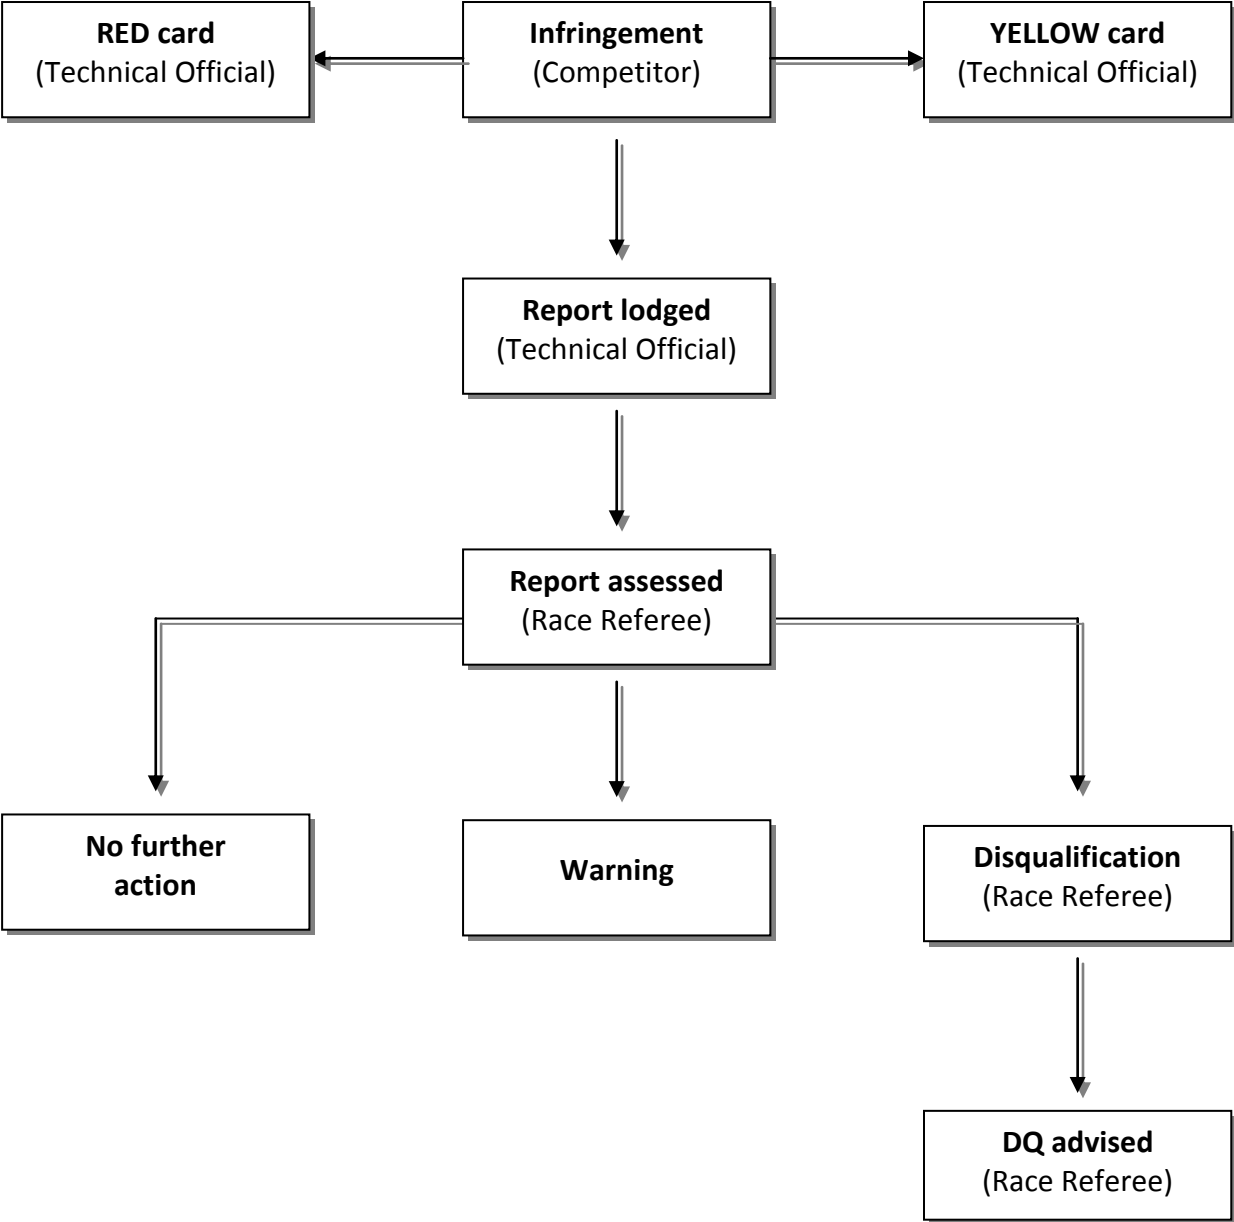 RED card
(Technical Official)
Infringement
(Competitor)
YELLOW card
(Technical Official)
Report lodged
(Technical Official)
Report assessed
(Race Referee)
No further
action
Warning
Disqualification
(Race Referee)
DQ advised
(Race Referee)